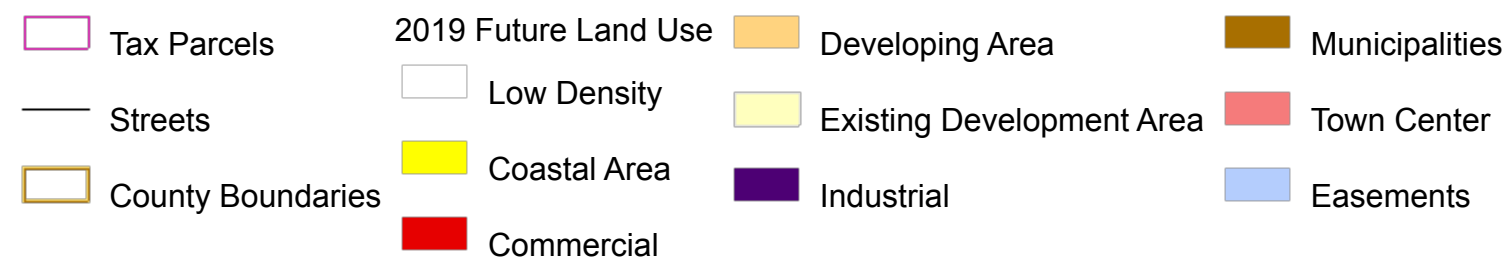 Tax Parcels
Streets
County Boundaries
2019 Future Land Use
Low Density
Coastal Area
Commercial
Developing Area
Existing Development Area
Industrial
Municipalities
Town Center
Easements